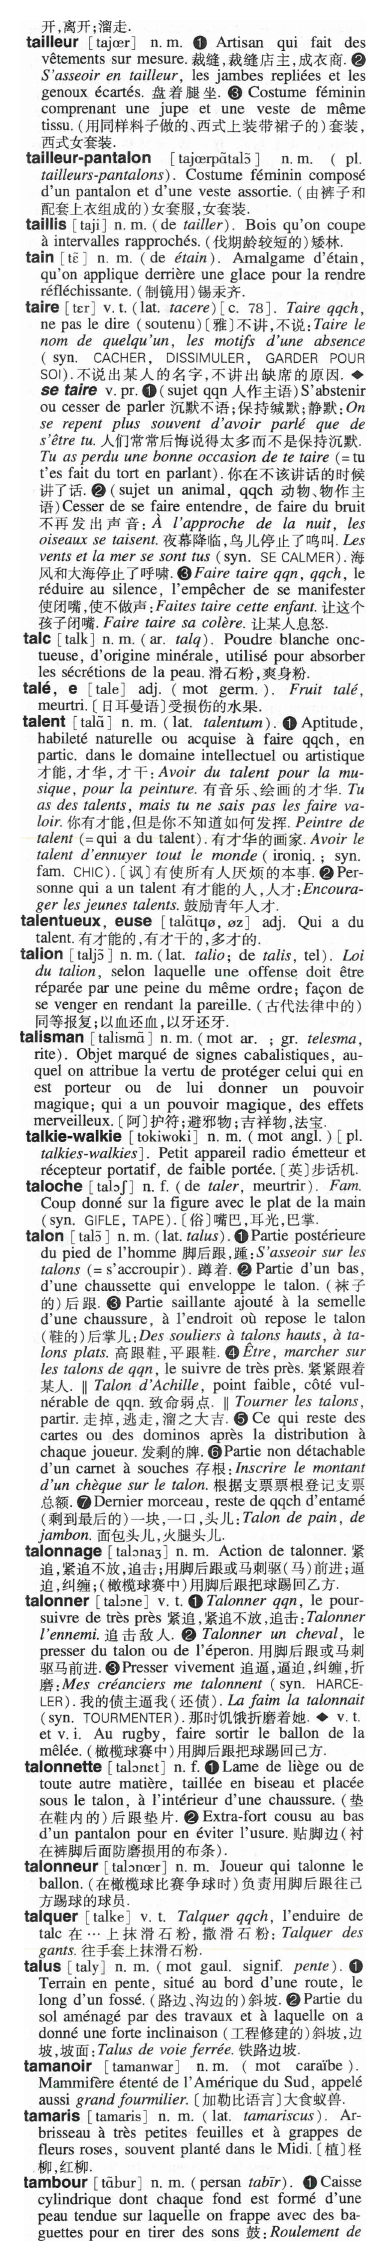 开,离开;溜走.
tailleur [tajœr] n. m. ❶ Artisan qui fait des
vêtements sur mesure. 裁缝,裁缝店主,成衣商. ❷
S'asseoir en tailleur, les jambes repliées et les
genoux écartés. 盘着腿坐. ❸ Costume féminin
comprenant une jupe et une veste de même
tissu. (用同样料子做的、西式上装带裙子的)套装,
西式女套装.
tailleur-pantalon [tajœrpɑ̃talɔ̃] n. m. ( pl.
tailleurs-pantalons). Costume féminin composé
d'un pantalon et d'une veste assortie. (由裤子和
配套上衣组成的)女套服,女套装.
taillis [taji] n. m. (de tailler). Bois qu'on coupe
à intervalles rapprochés. (伐期龄较短的)矮林.
tain [tɛ̃] n. m. (de étain). Amalgame d'étain,
qu'on applique derrière une glace pour la rendre
réfléchissante. (制镜用)锡汞齐.
taire [tɛr] v. t. (lat. tacere) [c. 78]. Taire qqch,
ne pas le dire (soutenu) [雅]不讲,不说:Taire le
nom de quelqu'un, les motifs d'une absence
( syn. CACHER, DISSIMULER, GARDER POUR
SOI). 不说出某人的名字,不讲出缺席的原因. ◆
se taire v. pr. ❶ (sujet qqn 人作主语) S'abstenir
ou cesser de parler 沉默不语;保持缄默;静默:On
se repent plus souvent d'avoir parlé que de
s'être tu. 人们常常后悔说得太多而不是保持沉默.
Tu as perdu une bonne occasion de te taire (= tu
t'es fait du tort en parlant). 你在不该讲话的时候
讲了话. ❷ (sujet un animal, qqch 动物、物作主
语) Cesser de se faire entendre, de faire du bruit
不再发出声音: À l'approche de la nuit, les
oiseaux se taisent. 夜幕降临,鸟儿停止了鸣叫. Les
vents et la mer se sont tus (syn. SE CALMER). 海
风和大海停止了呼啸. ❸ Faire taire qqn, qqch, le
réduire au silence, l'empêcher de se manifester
使闭嘴,使不做声:Faites taire cette enfant. 让这个
孩子闭嘴. Faire taire sa colère. 让某人息怒.
talc [talk] n. m. (ar. talq). Poudre blanche onc-
tueuse, d'origine minérale, utilisé pour absorber
les sécrétions de la peau. 滑石粉,爽身粉.
talé, e [tale] adj. ( mot germ. ). Fruit talé,
meurtri. [日耳曼语]受损伤的水果.
talent [talɑ̃] n. m. (lat. talentum). ❶ Aptitude,
habileté naturelle ou acquise à faire qqch, en
partic. dans le domaine intellectuel ou artistique
才能,才华,才干:Avoir du talent pour la mu-
sique, pour la peinture. 有音乐、绘画的才华. Tu
as des talents, mais tu ne sais pas les faire va-
loir. 你有才能,但是你不知道如何发挥. Peintre de
talent (= qui a du talent). 有才华的画家. Avoir le
talent d'ennuyer tout le monde ( ironiq. ; syn.
fam. CHIC). [讽]有使所有人厌烦的本事. ❷ Per-
sonne qui a un talent 有才能的人,人才:Encoura-
ger les jeunes talents. 鼓励青年人才.
talentueux, euse [talɑ̃tɥø, øz] adj. Qui a du
talent. 有才能的,有才干的,多才的.
talion [taljɔ̃] n. m. (lat. talio; de talis, tel). Loi
du talion, selon laquelle une offense doit être
réparée par une peine du même ordre; façon de
se venger en rendant la pareille. (古代法律中的)
同等报复;以血还血,以牙还牙.
talisman [talismɑ̃] n. m. ( mot ar. ; gr. telesma,
rite). Objet marqué de signes cabalistiques, au-
quel on attribue la vertu de protéger celui qui en
est porteur ou de lui donner un pouvoir
magique; qui a un pouvoir magique, des effets
merveilleux. [阿]护符;避邪物;吉祥物,法宝.
talkie-walkie [tokiwoki] n. m. ( mot angl. ) [ pl.
talkies-walkies]. Petit appareil radio émetteur et
récepteur portatif, de faible portée. [英]步话机.
taloche [talɔʃ] n. f. (de taler, meurtrir). Fam.
Coup donné sur la figure avec le plat de la main
(syn. GIFLE, TAPE). [俗]嘴巴,耳光,巴掌.
talon [talɔ̃] n. m. (lat. talus). ❶ Partie postérieure
du pied de l'homme 脚后跟,踵:S'asseoir sur les
talons (= s'accroupir). 蹲着. ❷ Partie d'un bas,
d'une chaussette qui enveloppe le talon. (袜子
的)后跟. ❸ Partie saillante ajouté à la semelle
d'une chaussure, à l'endroit où repose le talon
(鞋的)后掌儿:Des souliers à talons hauts, à ta-
lons plats. 高跟鞋,平跟鞋. ❹ Être, marcher sur
les talons de qqn, le suivre de très près. 紧紧跟着
某人. ‖ Talon d'Achille, point faible, côté vul-
nérable de qqn. 致命弱点. ‖ Tourner les talons,
partir. 走掉,逃走,溜之大吉. ❺ Ce qui reste des
cartes ou des dominos après la distribution à
chaque joueur. 发剩的牌. ❻ Partie non détachable
d'un carnet à souches 存根:Inscrire le montant
d'un chèque sur le talon. 根据支票票根登记支票
总额. ❼ Dernier morceau, reste de qqch d'entamé
(剩到最后的)一块,一口,头儿:Talon de pain, de
jambon. 面包头儿,火腿头儿.
talonnage [talɔnaʒ] n. m. Action de talonner. 紧
追,紧追不放,追击;用脚后跟或马刺驱(马)前进;逼
追,纠缠;(橄榄球赛中)用脚后跟把球踢回乙方.
talonner [talɔne] v. t. ❶ Talonner qqn, le pour-
suivre de très près 紧追,紧追不放,追击:Talonner
l'ennemi. 追击敌人. ❷ Talonner un cheval, le
presser du talon ou de l'éperon. 用脚后跟或马刺
驱马前进. ❸ Presser vivement 追逼,逼迫,纠缠,折
磨:Mes créanciers me talonnent (syn. HARCE-
LER). 我的债主逼我(还债). La faim la talonnait
(syn. TOURMENTER). 那时饥饿折磨着她. ◆ v. t.
et v. i. Au rugby, faire sortir le ballon de la
mêlée. (橄榄球赛中)用脚后跟把球踢回己方.
talonnette [talɔnɛt] n. f. ❶ Lame de liège ou de
toute autre matière, taillée en biseau et placée
sous le talon, à l'intérieur d'une chaussure. (垫
在鞋内的)后跟垫片. ❷ Extra-fort cousu au bas
d'un pantalon pour en éviter l'usure. 贴脚边(衬
在裤脚后面防磨损用的布条).
talonneur [talɔnœr] n. m. Joueur qui talonne le
ballon. (在橄榄球比赛争球时)负责用脚后跟往己
方踢球的球员.
talquer [talke] v. t. Talquer qqch, l'enduire de
talc 在…上抹滑石粉,撒滑石粉: Talquer des
gants. 往手套上抹滑石粉.
talus [taly] n. m. (mot gaul. signif. pente). ❶
Terrain en pente, situé au bord d'une route, le
long d'un fossé. (路边、沟边的)斜坡. ❷ Partie du
sol aménagé par des travaux et à laquelle on a
donné une forte inclinaison (工程修建的)斜坡,边
坡,坡面:Talus de voie ferrée. 铁路边坡.
tamanoir [tamanwar] n. m. ( mot caraïbe ).
Mammifère étenté de l'Amérique du Sud, appelé
aussi grand fourmilier. [加勒比语言]大食蚁兽.
tamaris [tamaris] n. m. (lat. tamariscus). Ar-
brisseau à très petites feuilles et à grappes de
fleurs roses, souvent planté dans le Midi. [植]柽
柳,红柳.
tambour [tɑ̃bur] n. m. (persan tabīr). ❶ Caisse
cylindrique dont chaque fond est formé d'une
peau tendue sur laquelle on frappe avec des ba-
guettes pour en tirer des sons 鼓:Roulement de